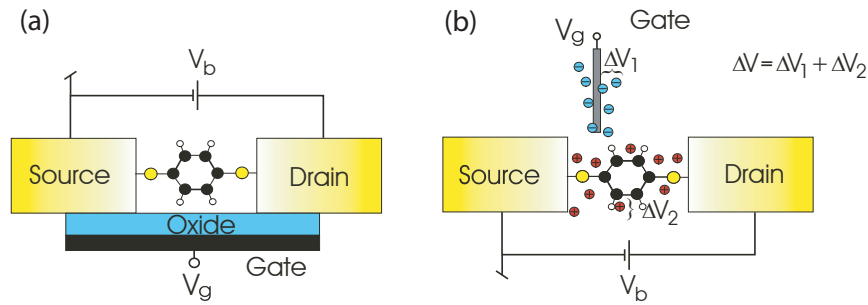 (a)
V_b
Source
Drain
Oxide
Gate
V_g
(b)
Gate
V_g
ΔV_1
ΔV = ΔV_1 + ΔV_2
Source
Drain
ΔV_2
V_b